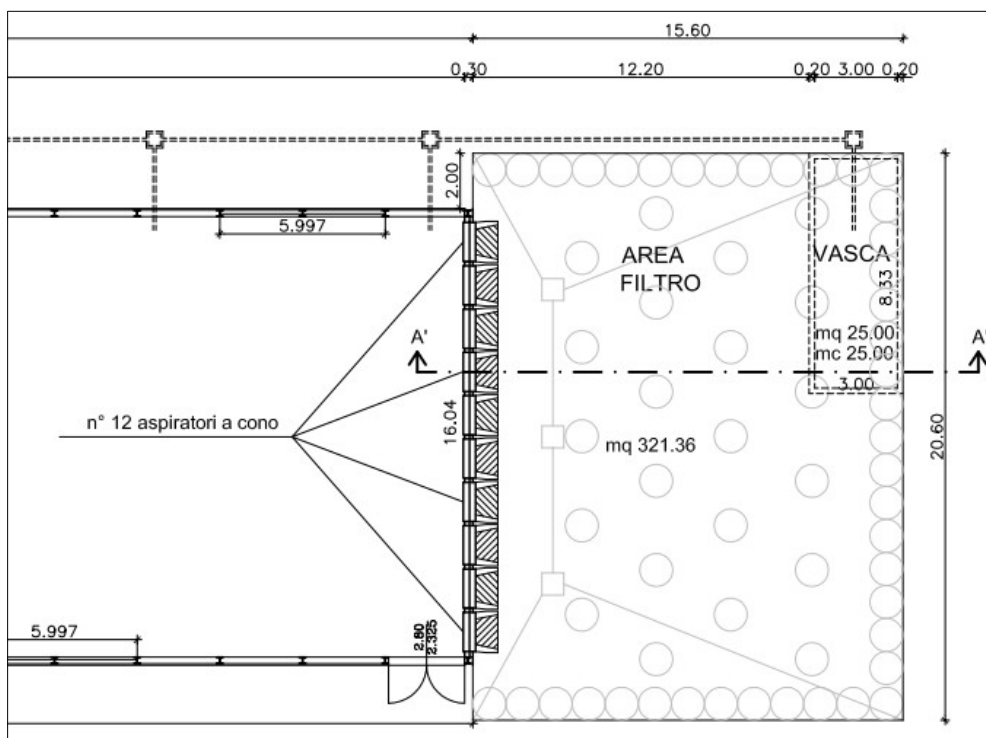 15.60
0.30 12.20 0.20 3.00 0.20
2.00
5.997
AREA VASCA
FILTRO
8.33
mq 25.00
mc 25.00
A' A'
3.00
n° 12 aspiratori a cono
16.04
mq 321.36
20.60
5.997
2.80
2.325